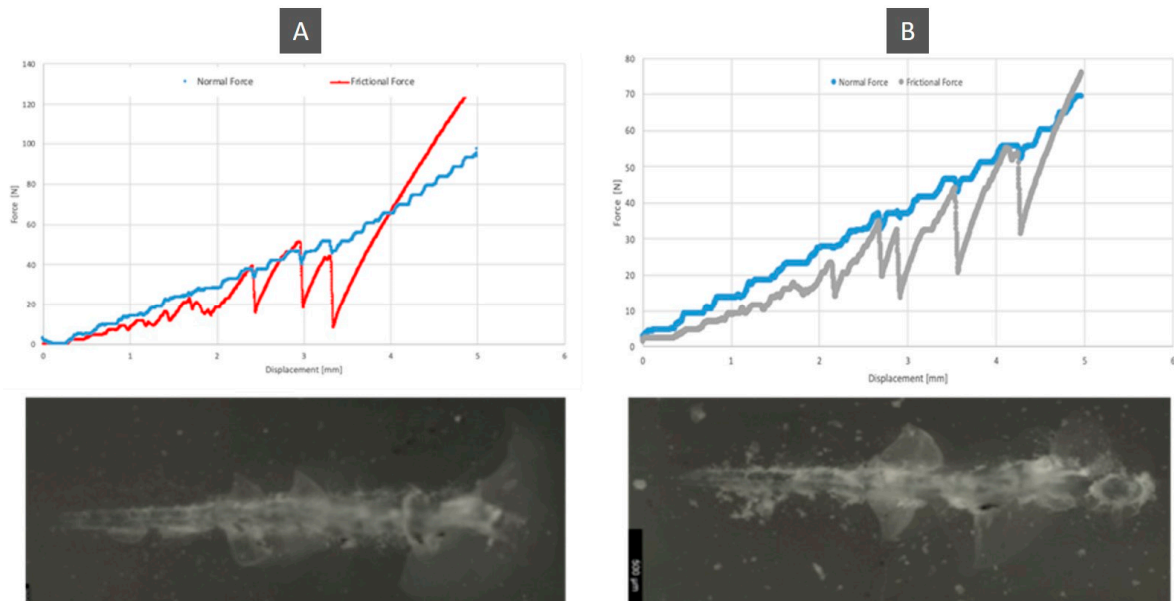 A
B
Normal Force
Frictional Force
140
120
100
80
60
40
20
0
Force [N]
0 1 2 3 4 5 6
Displacement [mm]
Normal Force
Frictional Force
80
70
60
50
40
30
20
10
0
Force [N]
0 1 2 3 4 5 6
Displacement [mm]
500 µm